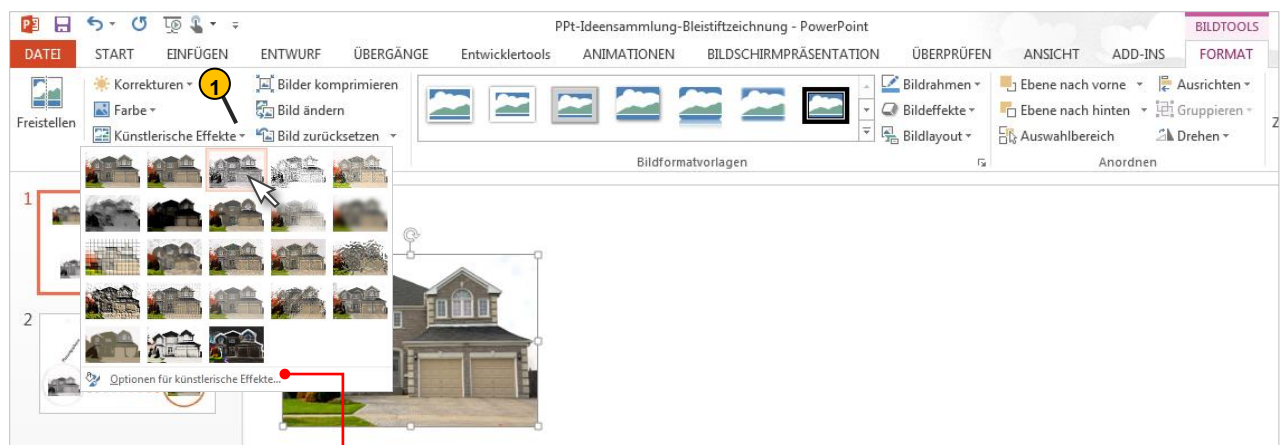 PPt-Ideensammlung-Bleistiftzeichnung - PowerPoint
BILDTOOLS
DATEI START EINFÜGEN ENTWURF ÜBERGÄNGE Entwicklertools ANIMATIONEN BILDSCHIRMPRÄSENTATION ÜBERPRÜFEN ANSICHT ADD-INS FORMAT
Freistellen
Korrekturen
Farbe
Künstlerische Effekte
1
Bilder komprimieren
Bild ändern
Bild zurücksetzen
Bildformatvorlagen
Bildrahmen
Bildeffekte
Bildlayout
Ebene nach vorne
Ebene nach hinten
Auswahlbereich
Ausrichten
Gruppieren
Drehen
Anordnen
Z
1
2
Optionen für künstlerische Effekte...